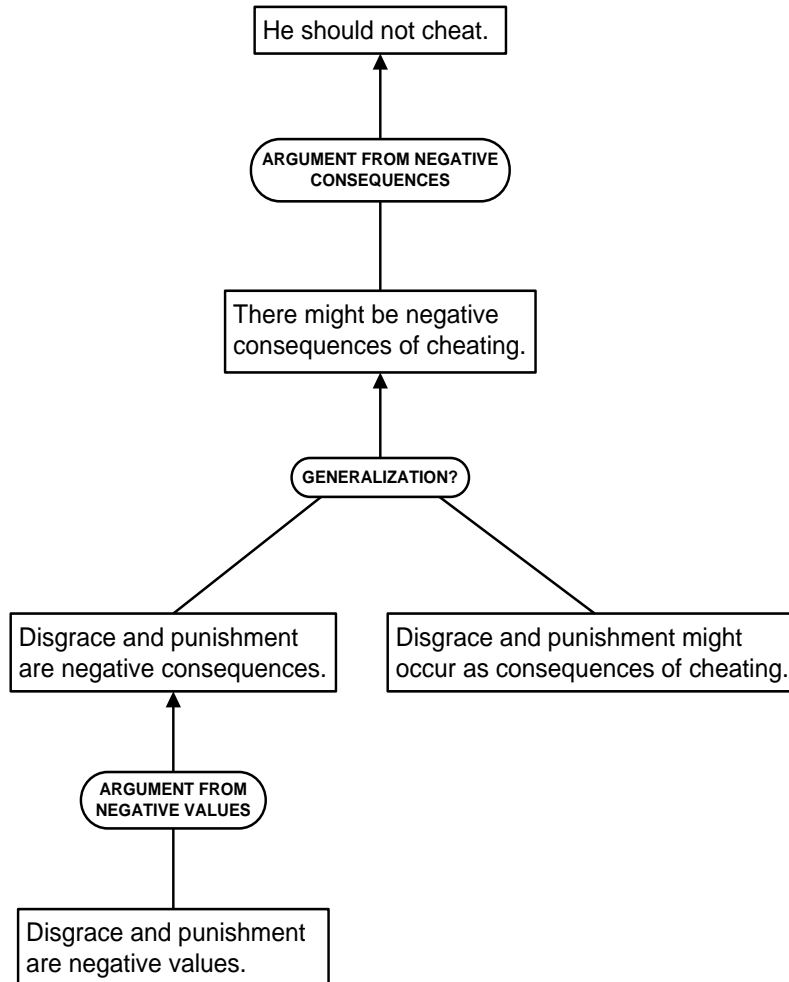 He should not cheat.
ARGUMENT FROM NEGATIVE
CONSEQUENCES
There might be negative
consequences of cheating.
GENERALIZATION?
Disgrace and punishment
are negative consequences.
Disgrace and punishment might
occur as consequences of cheating.
ARGUMENT FROM
NEGATIVE VALUES
Disgrace and punishment
are negative values.